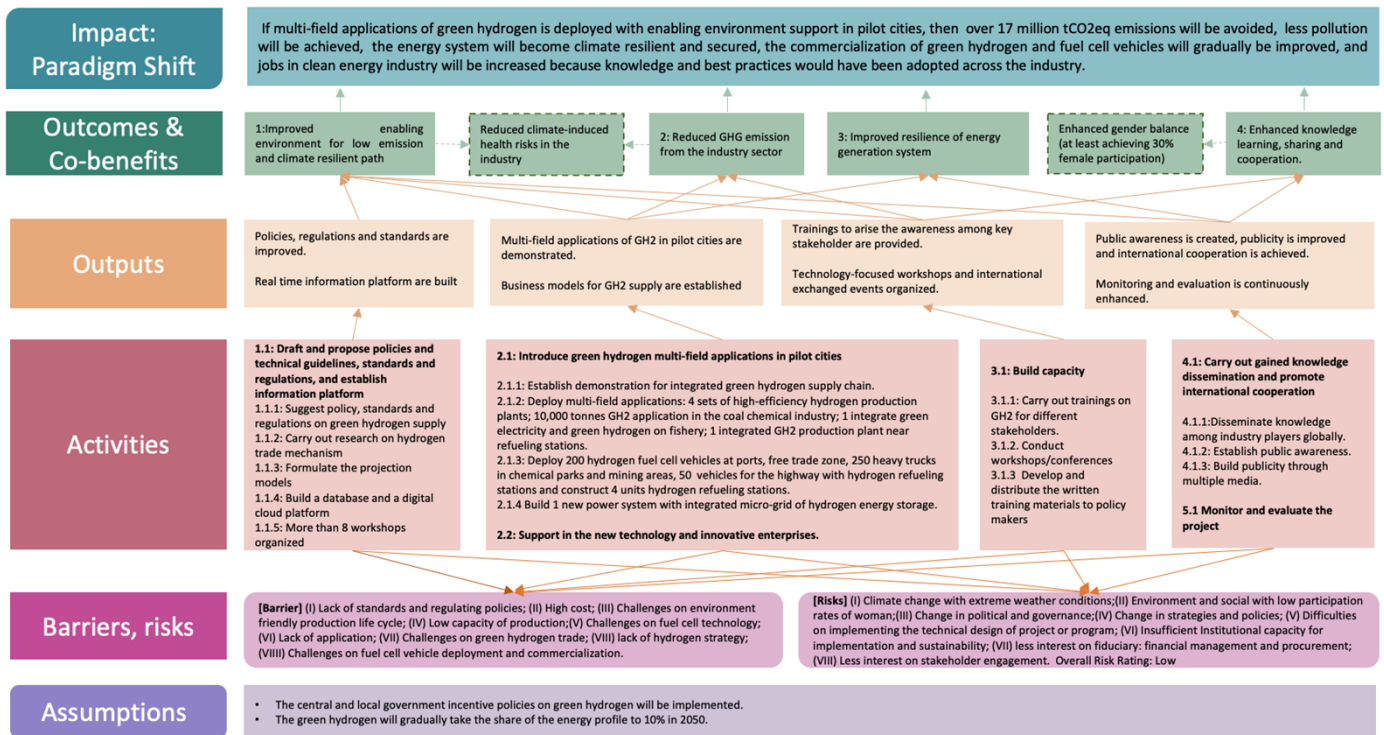 Impact:
Paradigm Shift
If multi-field applications of green hydrogen is deployed with enabling environment support in pilot cities, then over 17 million tCO2eq emissions will be avoided, less pollution
will be achieved, the energy system will become climate resilient and secured, the commercialization of green hydrogen and fuel cell vehicles will gradually be improved, and
jobs in clean energy industry will be increased because knowledge and best practices would have been adopted across the industry.
Outcomes &
Co-benefits
1:Improved enabling
environment for low emission
and climate resilient path
Reduced climate-induced
health risks in the
industry
2: Reduced GHG emission
from the industry sector
3: Improved resilience of energy
generation system
Enhanced gender balance
(at least achieving 30%
female participation)
4: Enhanced knowledge
learning, sharing and
cooperation.
Outputs
Policies, regulations and standards are
improved.
Real time information platform are built
Multi-field applications of GH2 in pilot cities are
demonstrated.
Business models for GH2 supply are established
Trainings to arise the awareness among key
stakeholder are provided.
Technology-focused workshops and international
exchanged events organized.
Public awareness is created, publicity is improved
and international cooperation is achieved.
Monitoring and evaluation is continuously
enhanced.
Activities
1.1: Draft and propose policies and
technical guidelines, standards and
regulations, and establish
information platform
1.1.1: Suggest policy, standards and
regulations on green hydrogen supply
1.1.2: Carry out research on hydrogen
trade mechanism
1.1.3: Formulate the projection
models
1.1.4: Build a database and a digital
cloud platform
1.1.5: More than 8 workshops
organized
2.1: Introduce green hydrogen multi-field applications in pilot cities
2.1.1: Establish demonstration for integrated green hydrogen supply chain.
2.1.2: Deploy multi-field applications: 4 sets of high-efficiency hydrogen production
plants; 10,000 tonnes GH2 application in the coal chemical industry; 1 integrate green
electricity and green hydrogen on fishery; 1 integrated GH2 production plant near
refueling stations.
2.1.3: Deploy 200 hydrogen fuel cell vehicles at ports, free trade zone, 250 heavy trucks
in chemical parks and mining areas, 50 vehicles for the highway with hydrogen refueling
stations and construct 4 units hydrogen refueling stations.
2.1.4 Build 1 new power system with integrated micro-grid of hydrogen energy storage.
2.2: Support in the new technology and innovative enterprises.
3.1: Build capacity
3.1.1: Carry out trainings on
GH2 for different
stakeholders.
3.1.2. Conduct
workshops/conferences
3.1.3 Develop and
distribute the written
training materials to policy
makers
4.1: Carry out gained knowledge
dissemination and promote
international cooperation
4.1.1:Disseminate knowledge
among industry players globally.
4.1.2: Establish public awareness.
4.1.3: Build publicity through
multiple media.
5.1 Monitor and evaluate the
project
Barriers, risks
[Barrier] (I) Lack of standards and regulating policies; (II) High cost; (III) Challenges on environment
friendly production life cycle; (IV) Low capacity of production;(V) Challenges on fuel cell technology;
(VI) Lack of application; (VII) Challenges on green hydrogen trade; (VIII) lack of hydrogen strategy;
(VIIII) Challenges on fuel cell vehicle deployment and commercialization.
[Risks] (I) Climate change with extreme weather conditions;(II) Environment and social with low participation
rates of woman;(III) Change in political and governance;(IV) Change in strategies and policies; (V) Difficulties
on implementing the technical design of project or program; (VI) Insufficient Institutional capacity for
implementation and sustainability; (VII) less interest on fiduciary: financial management and procurement;
(VIII) Less interest on stakeholder engagement. Overall Risk Rating: Low
Assumptions
• The central and local government incentive policies on green hydrogen will be implemented.
• The green hydrogen will gradually take the share of the energy profile to 10% in 2050.